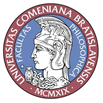 UNIVERSITAS COMENIANA BRATISLAVENSIS
FACULTAS PHILOSOPHICA
MCMXIX